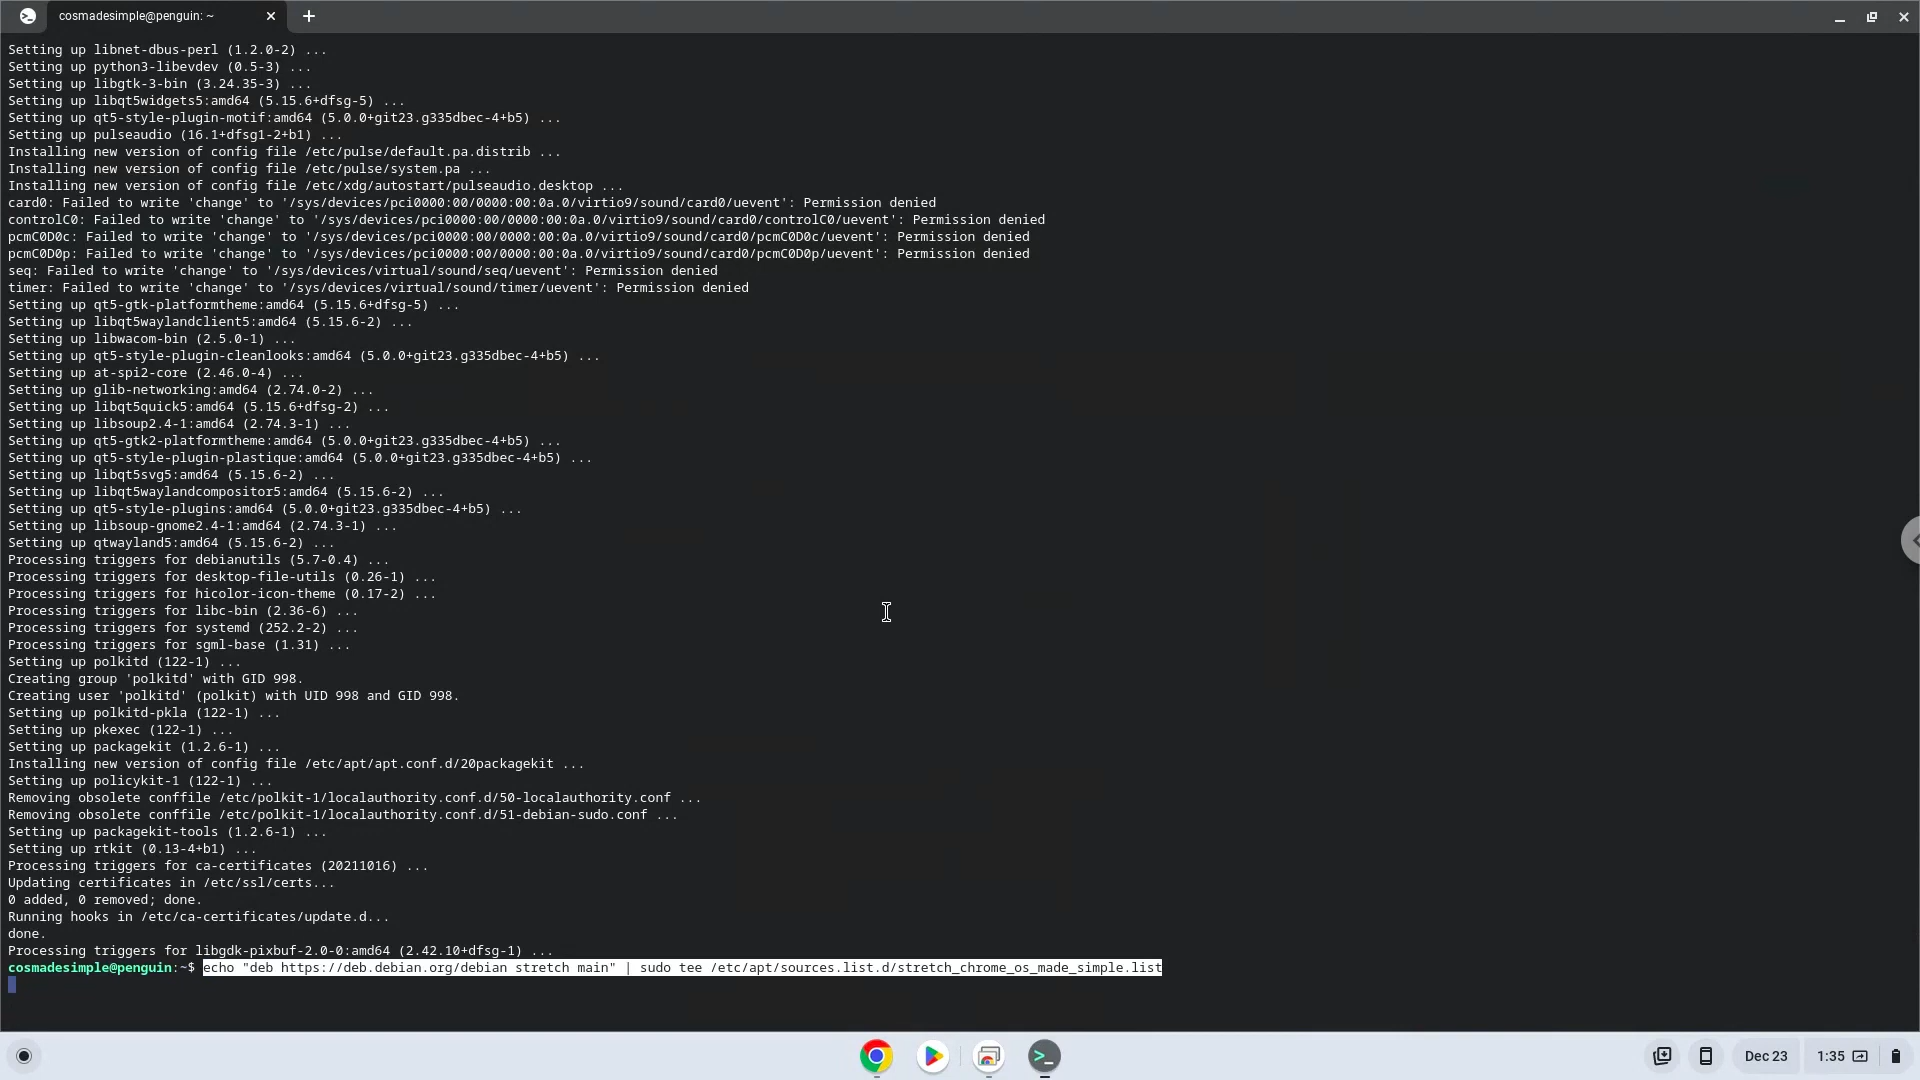 cosmadesimple@penguin: ~
Setting up libnet-dbus-perl (1.2.0-2) ...
Setting up python3-libevdev (0.5-3) ...
Setting up libgtk-3-bin (3.24.35-3) ...
Setting up libqt5widgets5:amd64 (5.15.6+dfsg-5) ...
Setting up qt5-style-plugin-motif:amd64 (5.0.0+git23.g335dbec-4+b5) ...
Setting up pulseaudio (16.1+dfsg1-2+b1) ...
Installing new version of config file /etc/pulse/default.pa.distrib ...
Installing new version of config file /etc/pulse/system.pa ...
Installing new version of config file /etc/xdg/autostart/pulseaudio.desktop ...
card0: Failed to write 'change' to '/sys/devices/pci0000:00/0000:00:0a.0/virtio9/sound/card0/uevent': Permission denied
controlC0: Failed to write 'change' to '/sys/devices/pci0000:00/0000:00:0a.0/virtio9/sound/card0/controlC0/uevent': Permission denied
pcmC0D0c: Failed to write 'change' to '/sys/devices/pci0000:00/0000:00:0a.0/virtio9/sound/card0/pcmC0D0c/uevent': Permission denied
pcmC0D0p: Failed to write 'change' to '/sys/devices/pci0000:00/0000:00:0a.0/virtio9/sound/card0/pcmC0D0p/uevent': Permission denied
seq: Failed to write 'change' to '/sys/devices/virtual/sound/seq/uevent': Permission denied
timer: Failed to write 'change' to '/sys/devices/virtual/sound/timer/uevent': Permission denied
Setting up qt5-gtk-platformtheme:amd64 (5.15.6+dfsg-5) ...
Setting up libqt5waylandclient5:amd64 (5.15.6-2) ...
Setting up libwacom-bin (2.5.0-1) ...
Setting up qt5-style-plugin-cleanlooks:amd64 (5.0.0+git23.g335dbec-4+b5) ...
Setting up at-spi2-core (2.46.0-4) ...
Setting up glib-networking:amd64 (2.74.0-2) ...
Setting up libqt5quick5:amd64 (5.15.6+dfsg-2) ...
Setting up libsoup2.4-1:amd64 (2.74.3-1) ...
Setting up qt5-gtk2-platformtheme:amd64 (5.0.0+git23.g335dbec-4+b5) ...
Setting up qt5-style-plugin-plastique:amd64 (5.0.0+git23.g335dbec-4+b5) ...
Setting up libqt5svg5:amd64 (5.15.6-2) ...
Setting up libqt5waylandcompositor5:amd64 (5.15.6-2) ...
Setting up qt5-style-plugins:amd64 (5.0.0+git23.g335dbec-4+b5) ...
Setting up libsoup-gnome2.4-1:amd64 (2.74.3-1) ...
Setting up qtwayland5:amd64 (5.15.6-2) ...
Processing triggers for debianutils (5.7-0.4) ...
Processing triggers for desktop-file-utils (0.26-1) ...
Processing triggers for hicolor-icon-theme (0.17-2) ...
Processing triggers for libc-bin (2.36-6) ...
Processing triggers for systemd (252.2-2) ...
Processing triggers for sgml-base (1.31) ...
Setting up polkitd (122-1) ...
Creating group 'polkitd' with GID 998.
Creating user 'polkitd' (polkit) with UID 998 and GID 998.
Setting up polkitd-pkla (122-1) ...
Setting up pkexec (122-1) ...
Setting up packagekit (1.2.6-1) ...
Installing new version of config file /etc/apt/apt.conf.d/20packagekit ...
Setting up policykit-1 (122-1) ...
Removing obsolete conffile /etc/polkit-1/localauthority.conf.d/50-localauthority.conf ...
Removing obsolete conffile /etc/polkit-1/localauthority.conf.d/51-debian-sudo.conf ...
Setting up packagekit-tools (1.2.6-1) ...
Setting up rtkit (0.13-4+b1) ...
Processing triggers for ca-certificates (20211016) ...
Updating certificates in /etc/ssl/certs...
0 added, 0 removed; done.
Running hooks in /etc/ca-certificates/update.d...
done.
Processing triggers for libgdk-pixbuf-2.0-0:amd64 (2.42.10+dfsg-1) ...
cosmadesimple@penguin:~$ echo "deb https://deb.debian.org/debian stretch main" | sudo tee /etc/apt/sources.list.d/stretch_chrome_os_made_simple.list
Dec 23
1:35